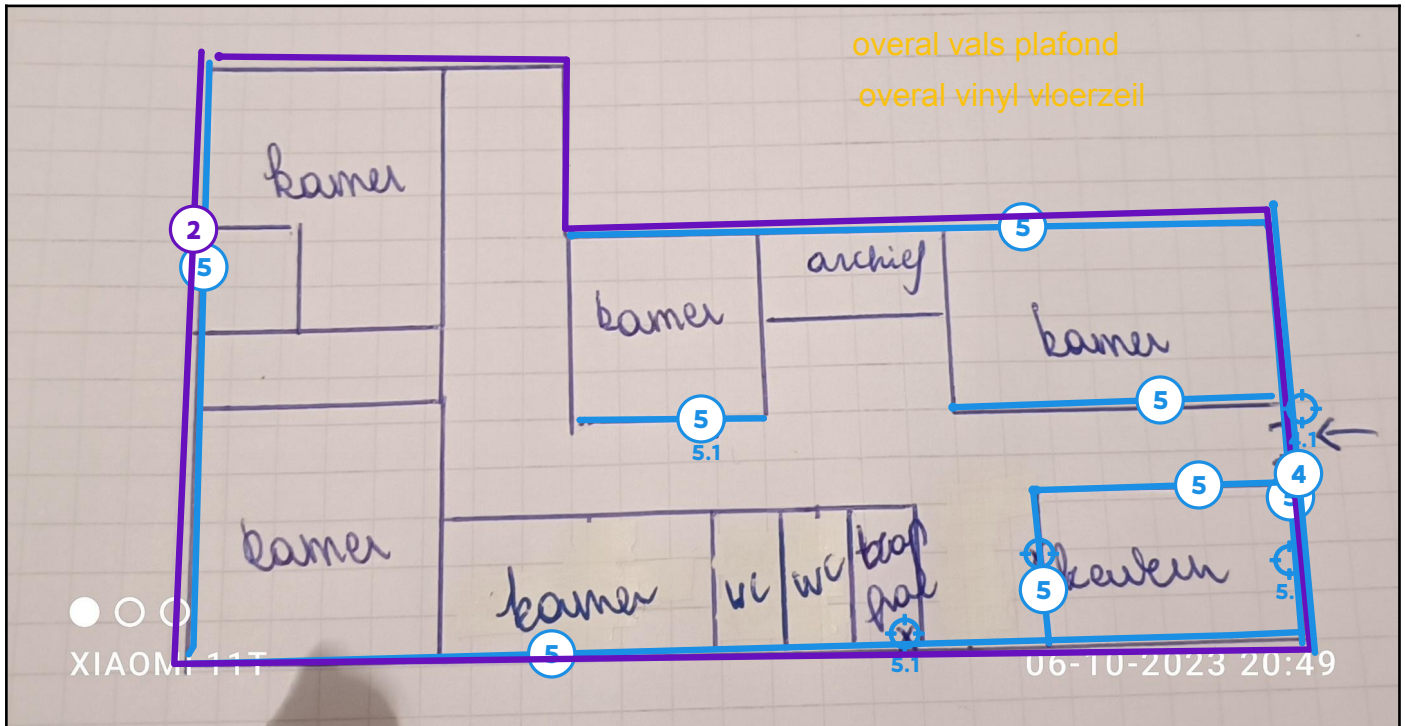 overal vals plafond
overal vinyl vloerzeil
kamer
2
5
5
archief
kamer
kamer
5
5
5.1
4.1
4
5
5
kamer
kamer
wc
wc
trap
hal
5
keuken
5.
5
5.1
XIAOMI 11T
06-10-2023 20:49